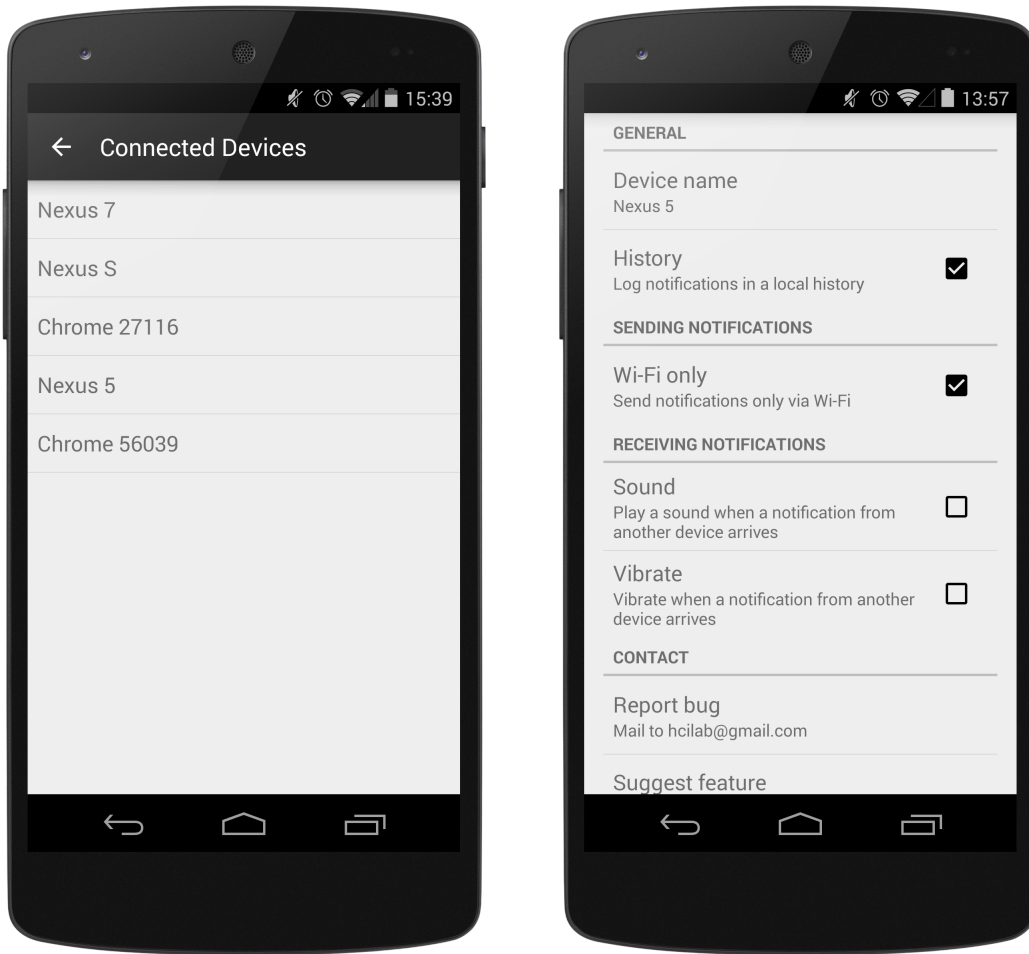 15:39
Connected Devices
Nexus 7
Nexus S
Chrome 27116
Nexus 5
Chrome 56039
13:57
GENERAL
Device name
Nexus 5
History
Log notifications in a local history
SENDING NOTIFICATIONS
Wi-Fi only
Send notifications only via Wi-Fi
RECEIVING NOTIFICATIONS
Sound
Play a sound when a notification from
another device arrives
Vibrate
Vibrate when a notification from another
device arrives
CONTACT
Report bug
Mail to hcilab@gmail.com
Suggest feature